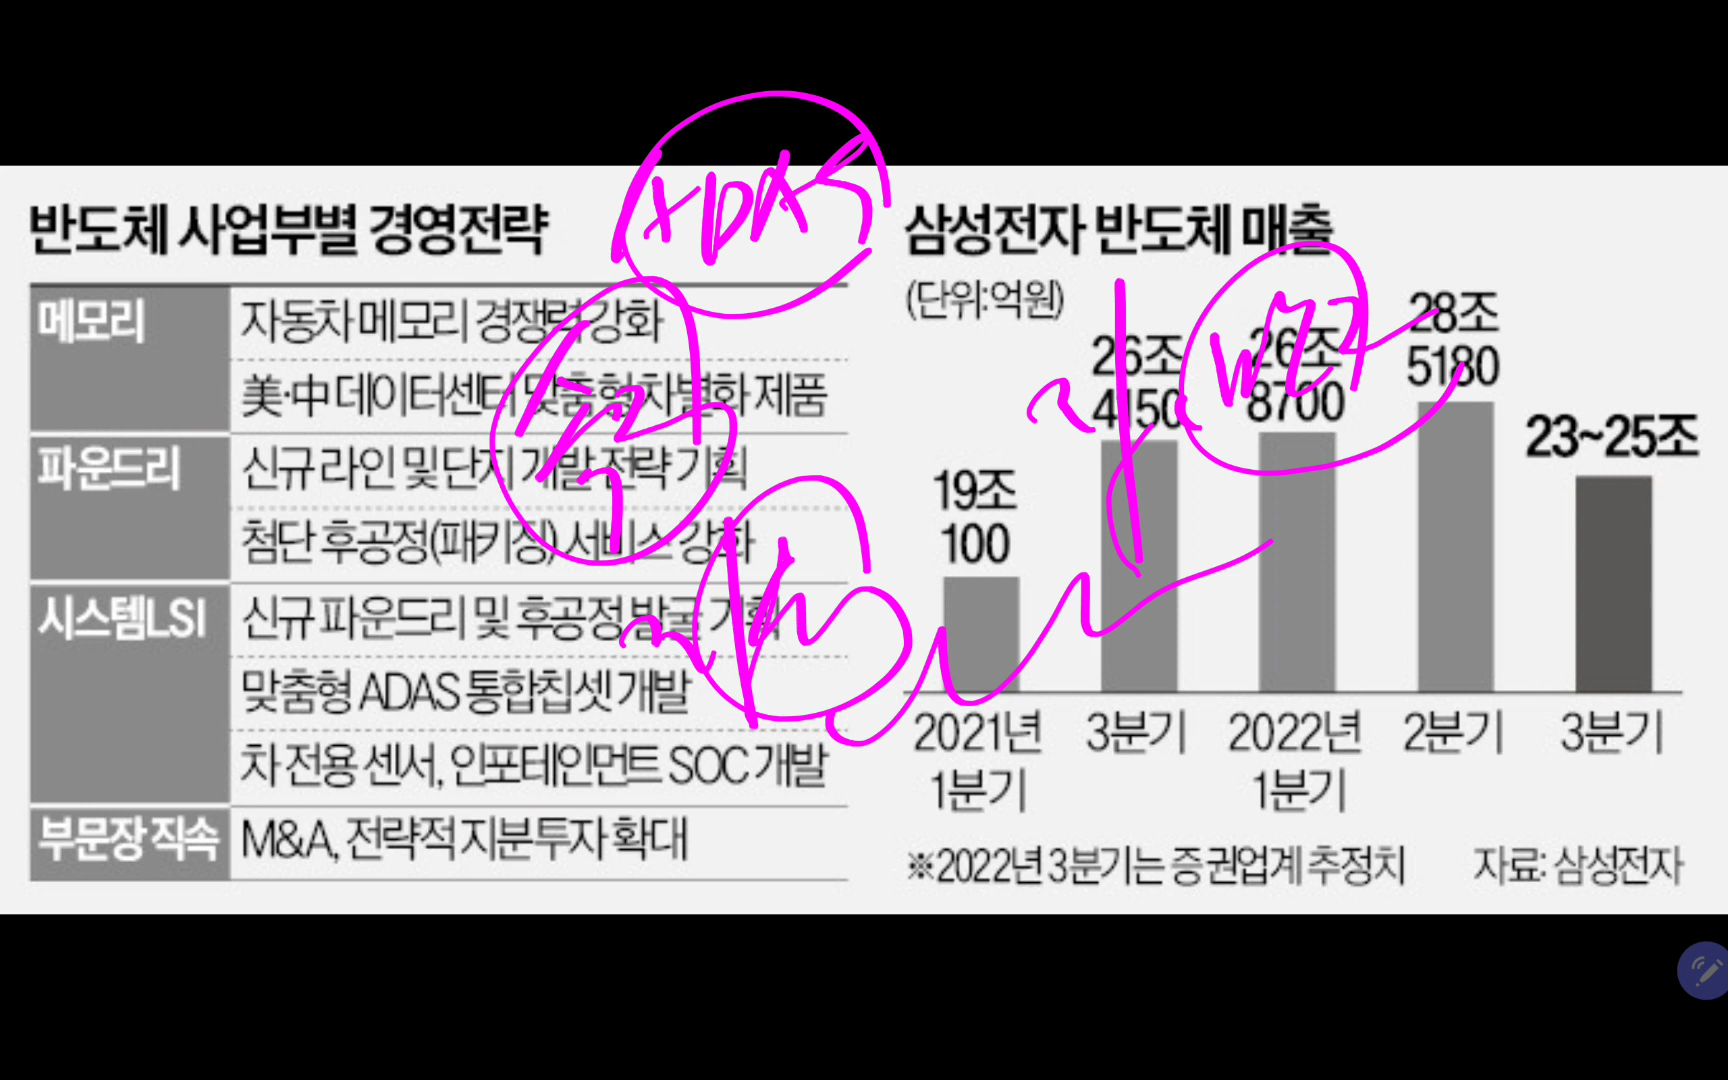 반도체 사업부별 경영전략
메모리
자동차 메모리 경쟁력 강화
美·中 데이터센터 맞춤형 차별화 제품
파운드리
신규 라인 및 단지 개발 전략 기획
첨단 후공정(패키징) 서비스 강화
시스템LSI
신규 파운드리 및 후공정 발굴 기획
맞춤형 ADAS 통합칩셋 개발
차 전용 센서, 인포테인먼트 SOC 개발
부문장 직속
M&A, 전략적 지분투자 확대
삼성전자 반도체 매출
(단위:억원)
19조
100
26조
4150
26조
8700
28조
5180
23~25조
2021년
1분기
3분기
2022년
1분기
2분기
3분기
※2022년 3분기는 증권업계 추정치
자료: 삼성전자